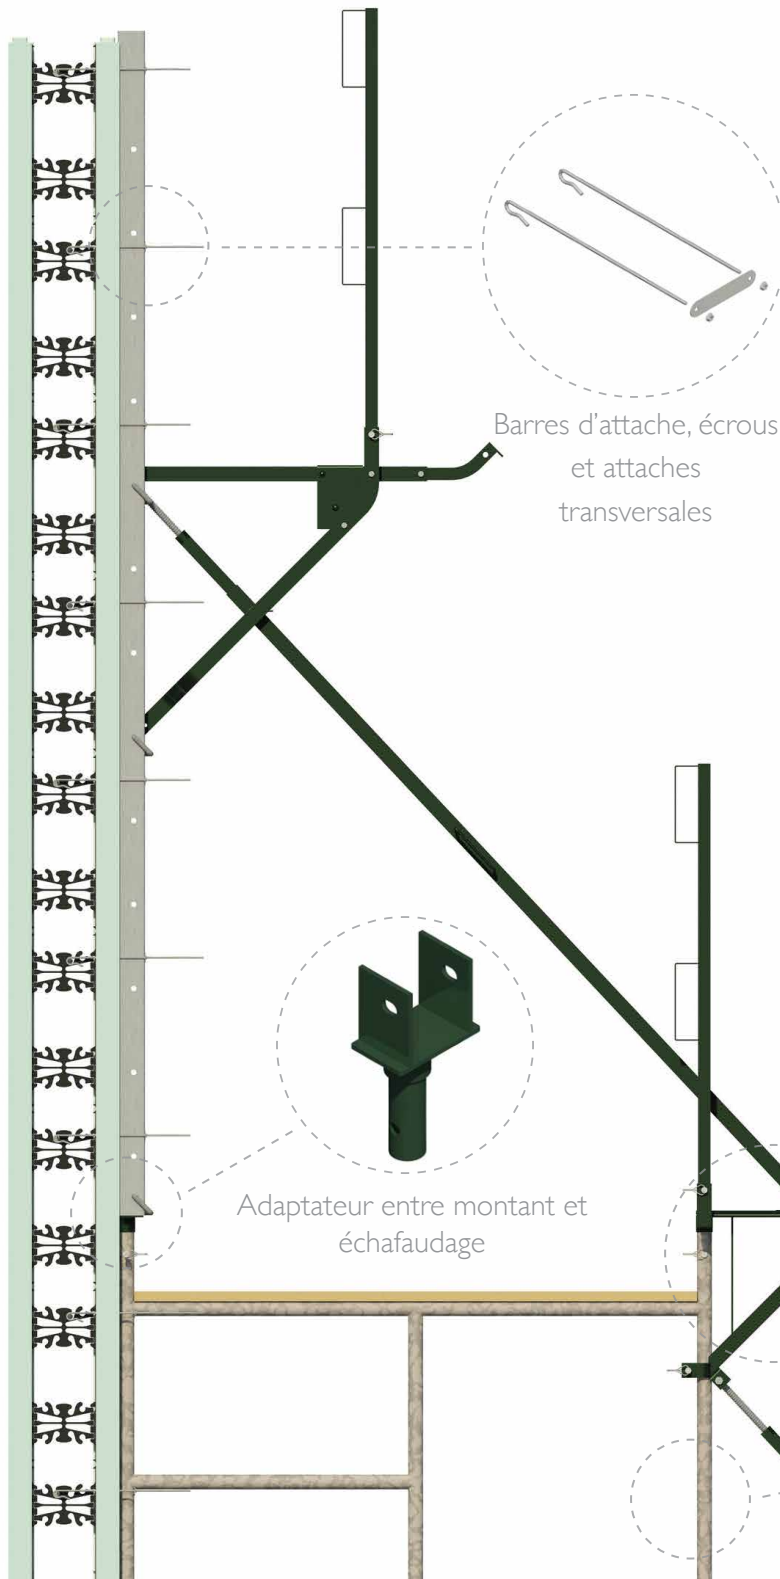 Barres d'attache, écrous
et attaches
transversales
Adaptateur entre montant et
échafaudage